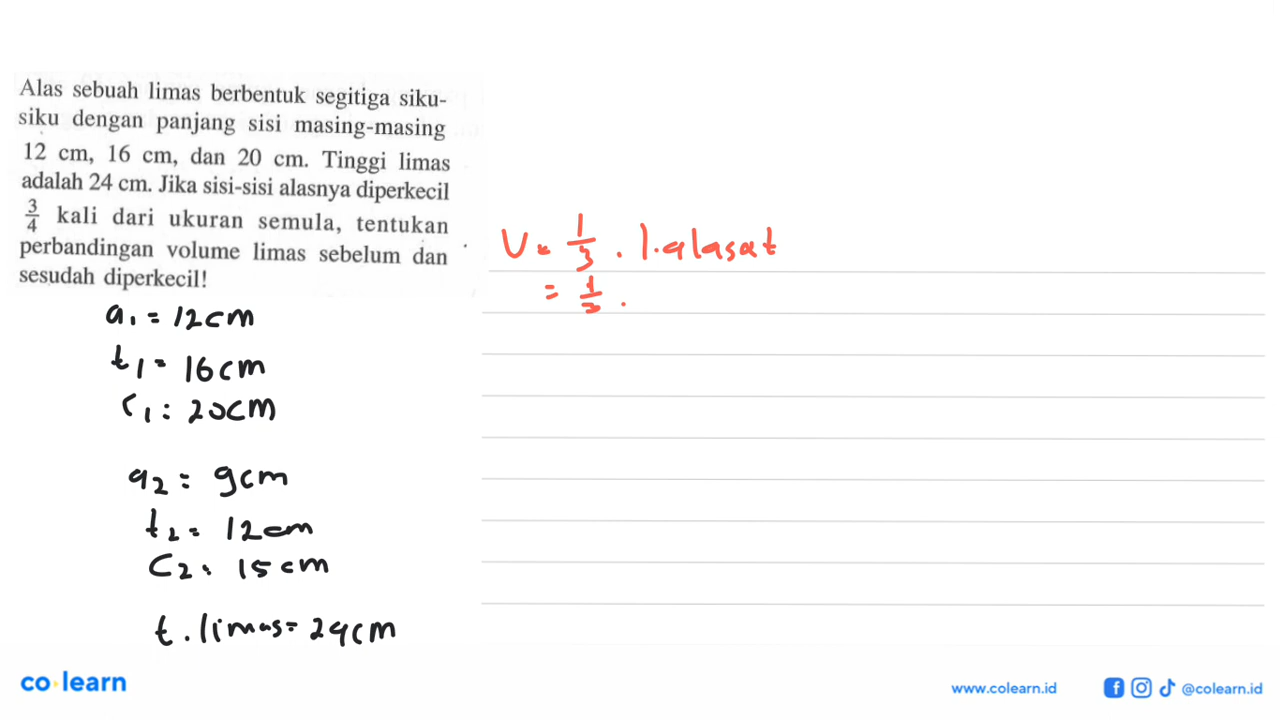 Alas sebuah limas berbentuk segitiga siku-
siku dengan panjang sisi masing-masing
12 cm, 16 cm, dan 20 cm. Tinggi limas
adalah 24 cm. Jika sisi-sisi alasnya diperkecil
3/4 kali dari ukuran semula, tentukan
perbandingan volume limas sebelum dan
sesudah diperkecil!
a1 = 12cm
t1 = 16cm
c1 : 20cm
a2 = 9cm
t2 = 12cm
c2 = 15cm
t.limas = 24cm
V = 1/3 . l.alas x t
= 1/3 .
co learn
www.colearn.id
@colearn.id